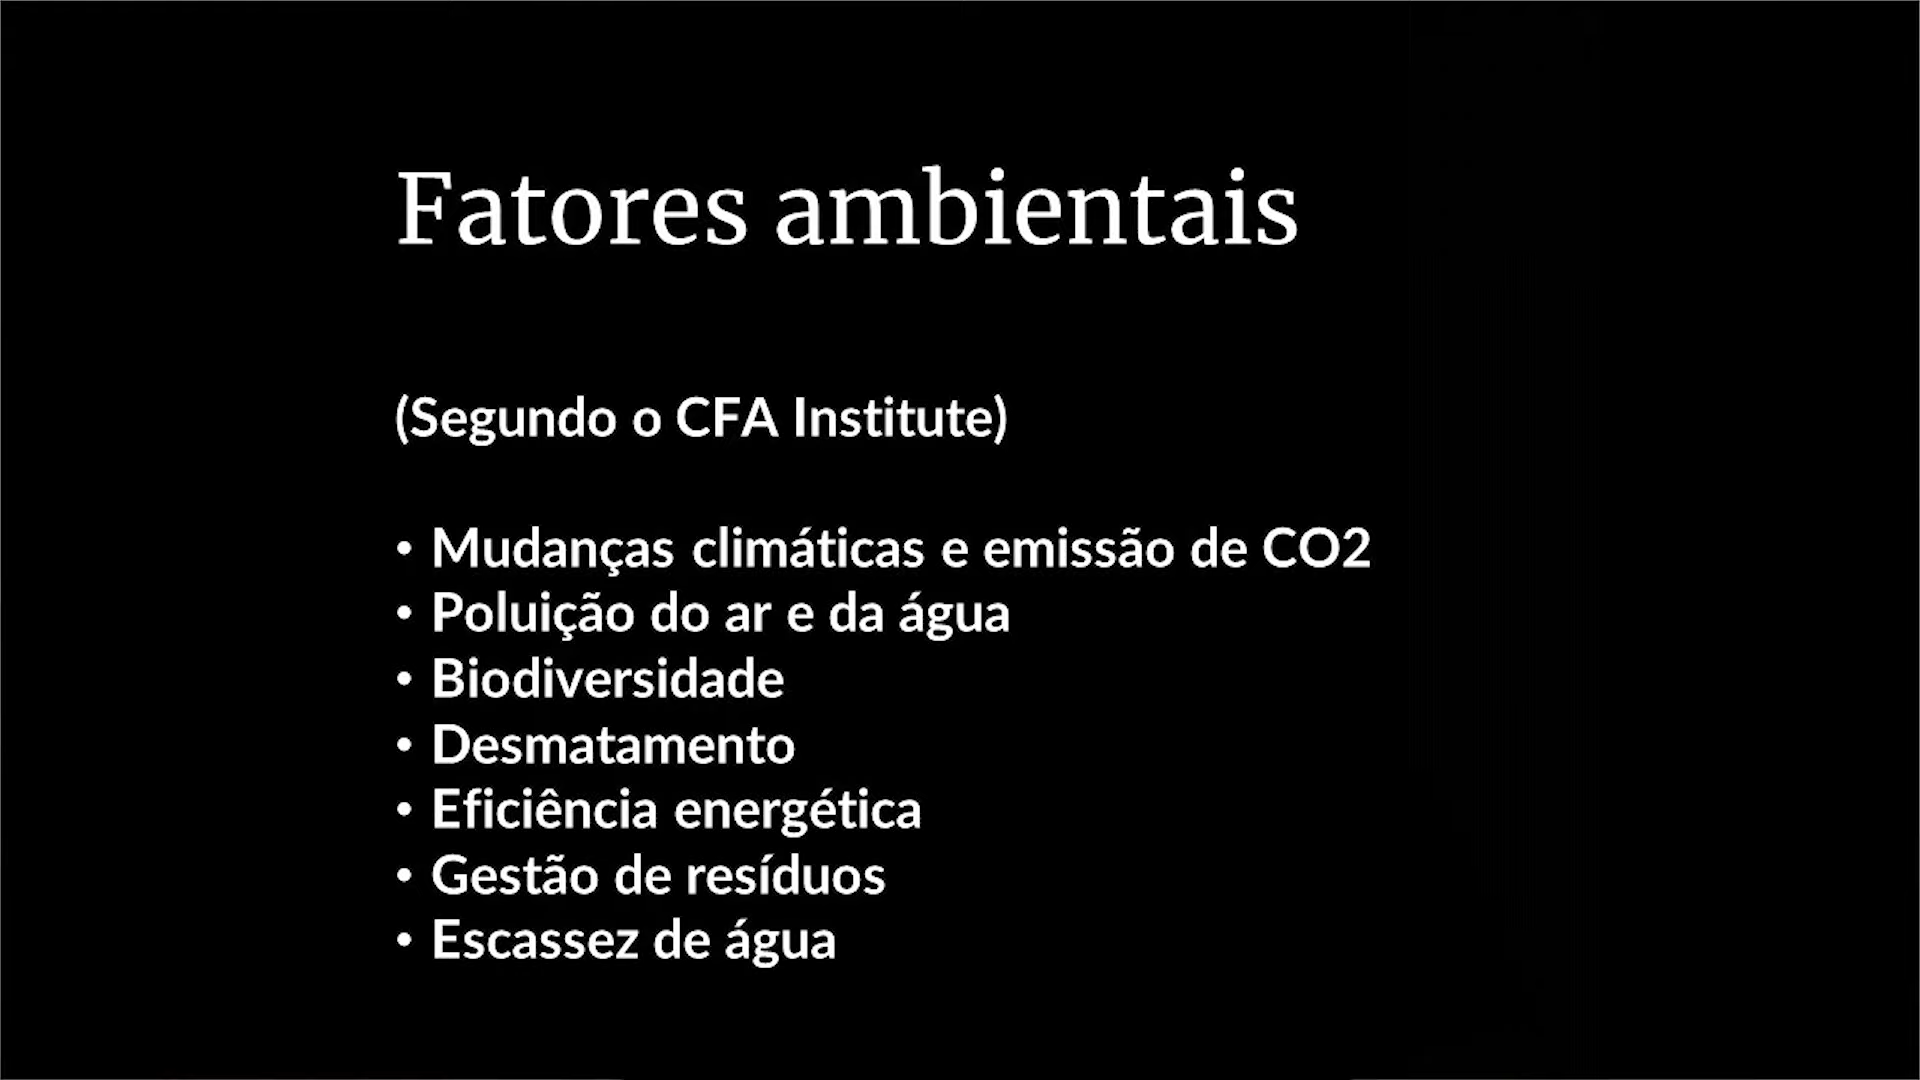 Fatores ambientais
(Segundo o CFA Institute)
• Mudanças climáticas e emissão de CO2
• Poluição do ar e da água
• Biodiversidade
• Desmatamento
• Eficiência energética
• Gestão de resíduos
• Escassez de água